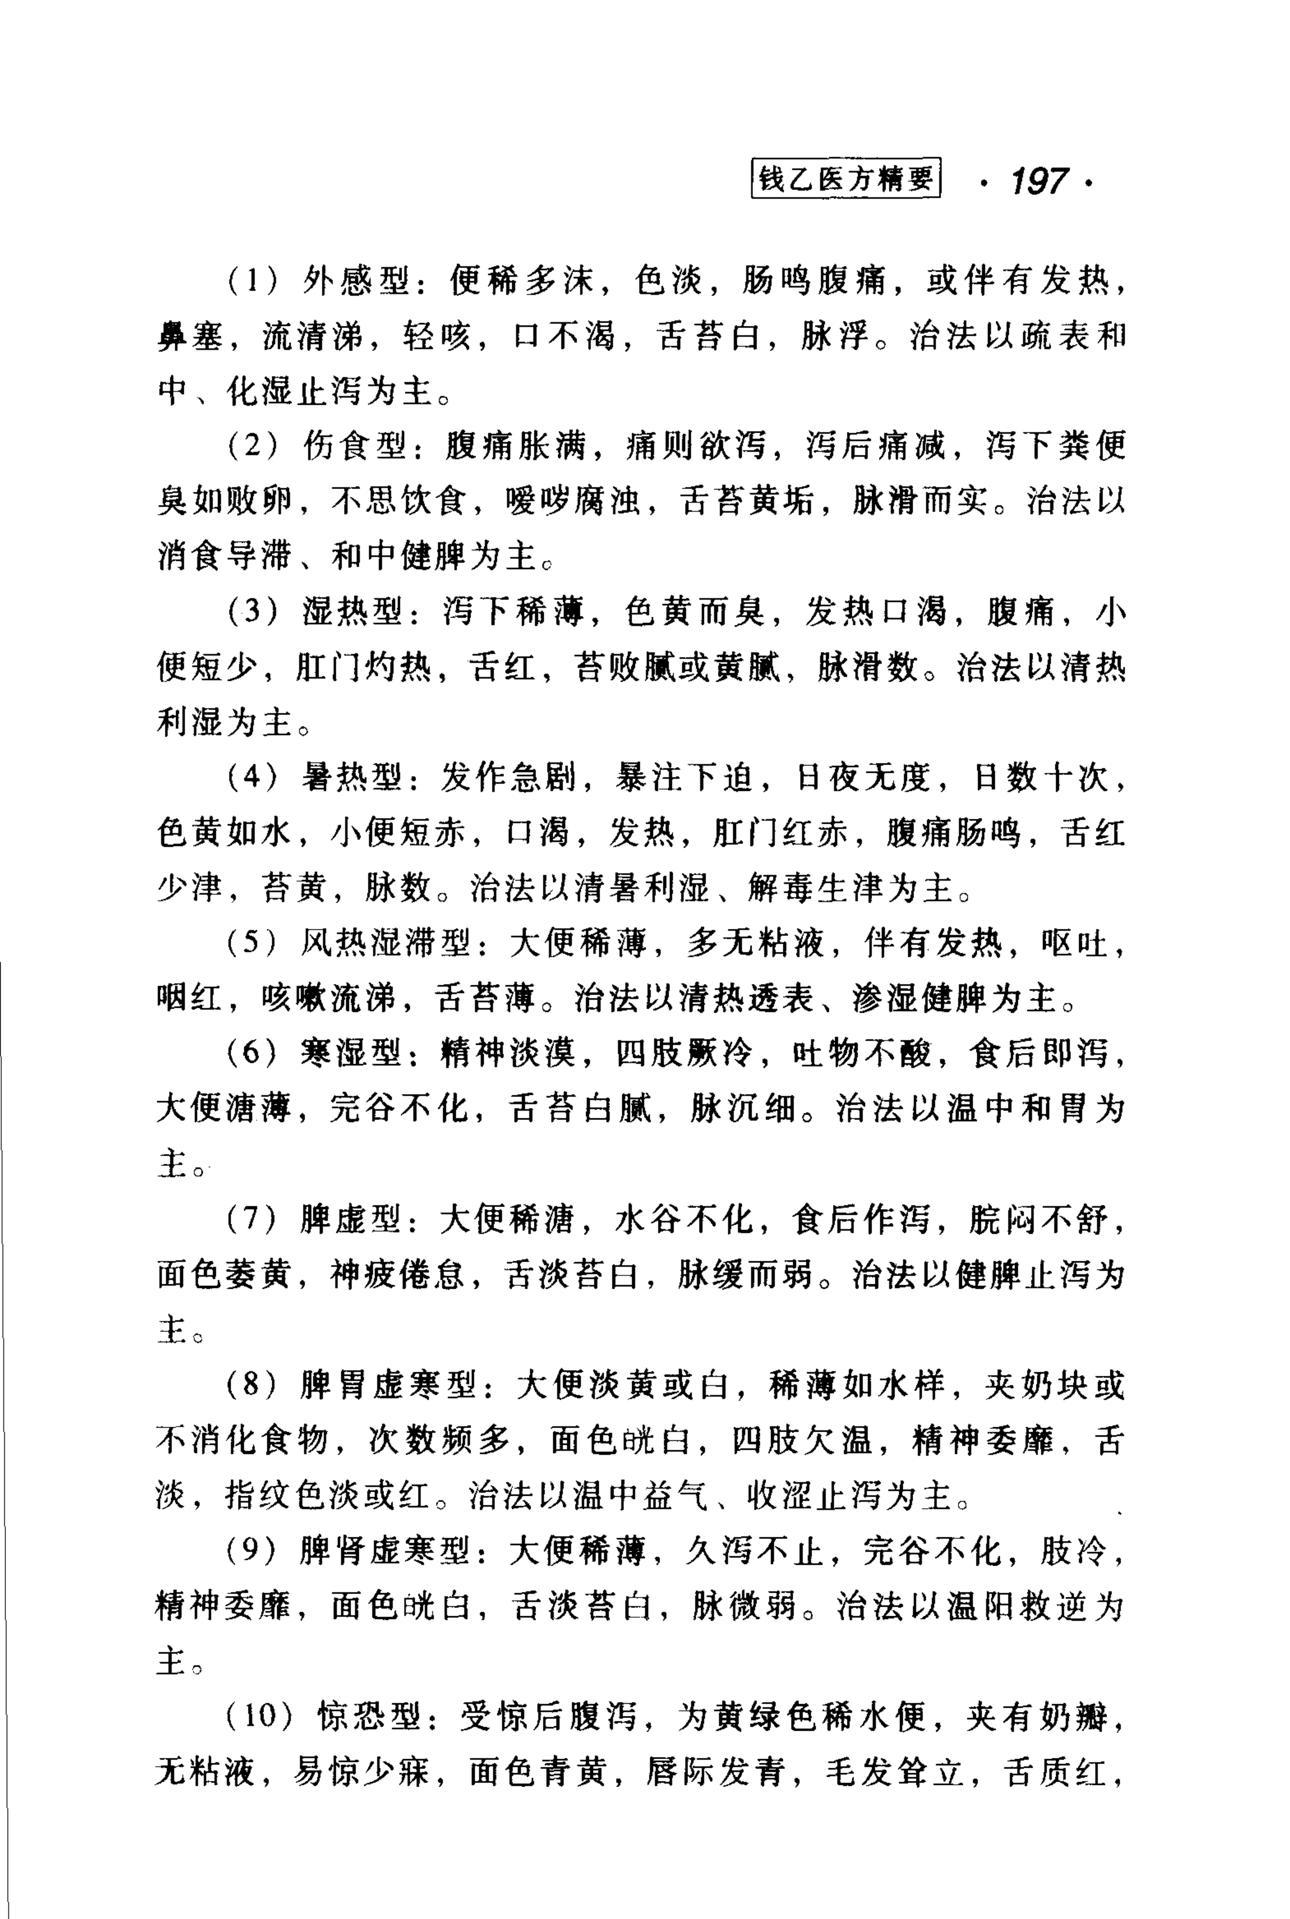 钱乙医方精要 · 197 ·
(1) 外感型：便稀多沫，色淡，肠鸣腹痛，或伴有发热，
鼻塞，流清涕，轻咳，口不渴，舌苔白，脉浮。治法以疏表和
中、化湿止泻为主。
(2) 伤食型：腹痛胀满，痛则欲泻，泻后痛减，泻下粪便
臭如败卵，不思饮食，嗳哕腐浊，舌苔黄垢，脉滑而实。治法以
消食导滞、和中健脾为主。
(3) 湿热型：泻下稀薄，色黄而臭，发热口渴，腹痛，小
便短少，肛门灼热，舌红，苔败腻或黄腻，脉滑数。治法以清热
利湿为主。
(4) 暑热型：发作急剧，暴注下迫，日夜无度，日数十次，
色黄如水，小便短赤，口渴，发热，肛门红赤，腹痛肠鸣，舌红
少津，苔黄，脉数。治法以清暑利湿、解毒生津为主。
(5) 风热湿滞型：大便稀薄，多无粘液，伴有发热，呕吐，
咽红，咳嗽流涕，舌苔薄。治法以清热透表、渗湿健脾为主。
(6) 寒湿型：精神淡漠，四肢厥冷，吐物不酸，食后即泻，
大便溏薄，完谷不化，舌苔白腻，脉沉细。治法以温中和胃为
主。
(7) 脾虚型：大便稀溏，水谷不化，食后作泻，脘闷不舒，
面色萎黄，神疲倦怠，舌淡苔白，脉缓而弱。治法以健脾止泻为
主。
(8) 脾胃虚寒型：大便淡黄或白，稀薄如水样，夹奶块或
不消化食物，次数频多，面色㿠白，四肢欠温，精神委靡，舌
淡，指纹色淡或红。治法以温中益气、收涩止泻为主。
(9) 脾肾虚寒型：大便稀薄，久泻不止，完谷不化，肢冷，
精神委靡，面色㿠白，舌淡苔白，脉微弱。治法以温阳救逆为
主。
(10) 惊恐型：受惊后腹泻，为黄绿色稀水便，夹有奶瓣，
无粘液，易惊少寐，面色青黄，唇际发青，毛发耸立，舌质红，